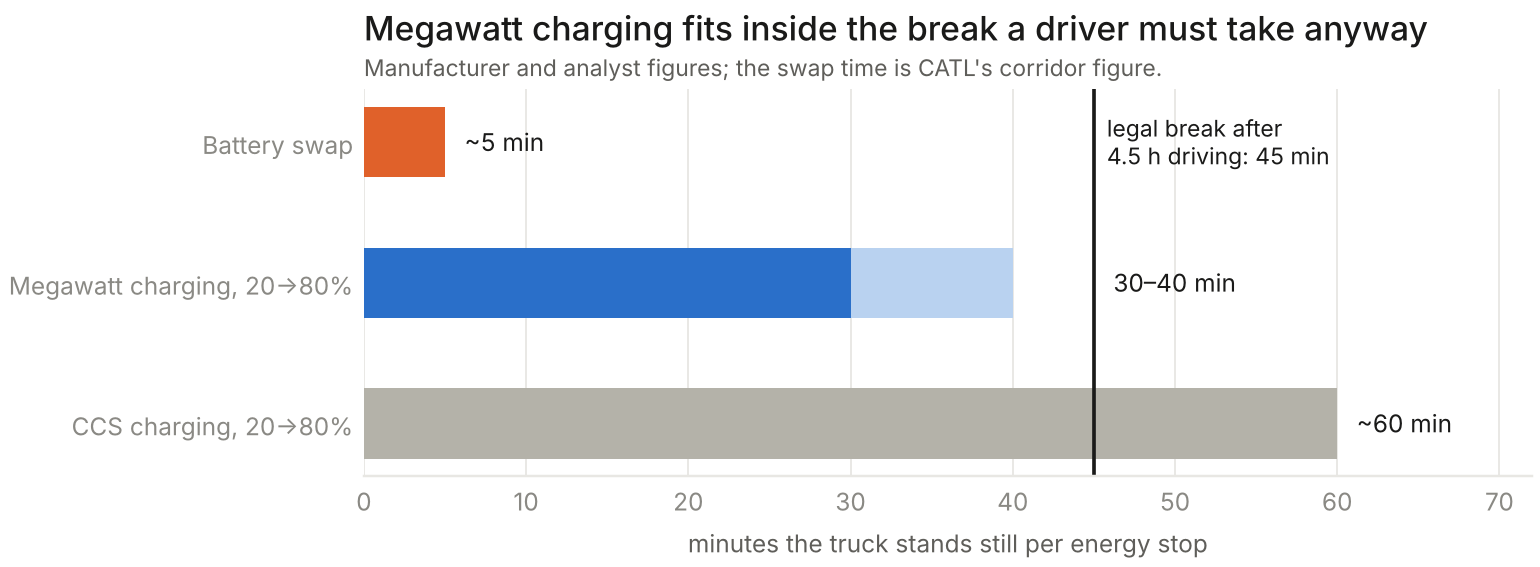 Megawatt charging fits inside the break a driver must take anyway
Manufacturer and analyst figures; the swap time is CATL's corridor figure.
Battery swap
~5 min
legal break after
4.5 h driving: 45 min
Megawatt charging, 20→80%
30–40 min
CCS charging, 20→80%
~60 min
0 10 20 30 40 50 60 70
minutes the truck stands still per energy stop